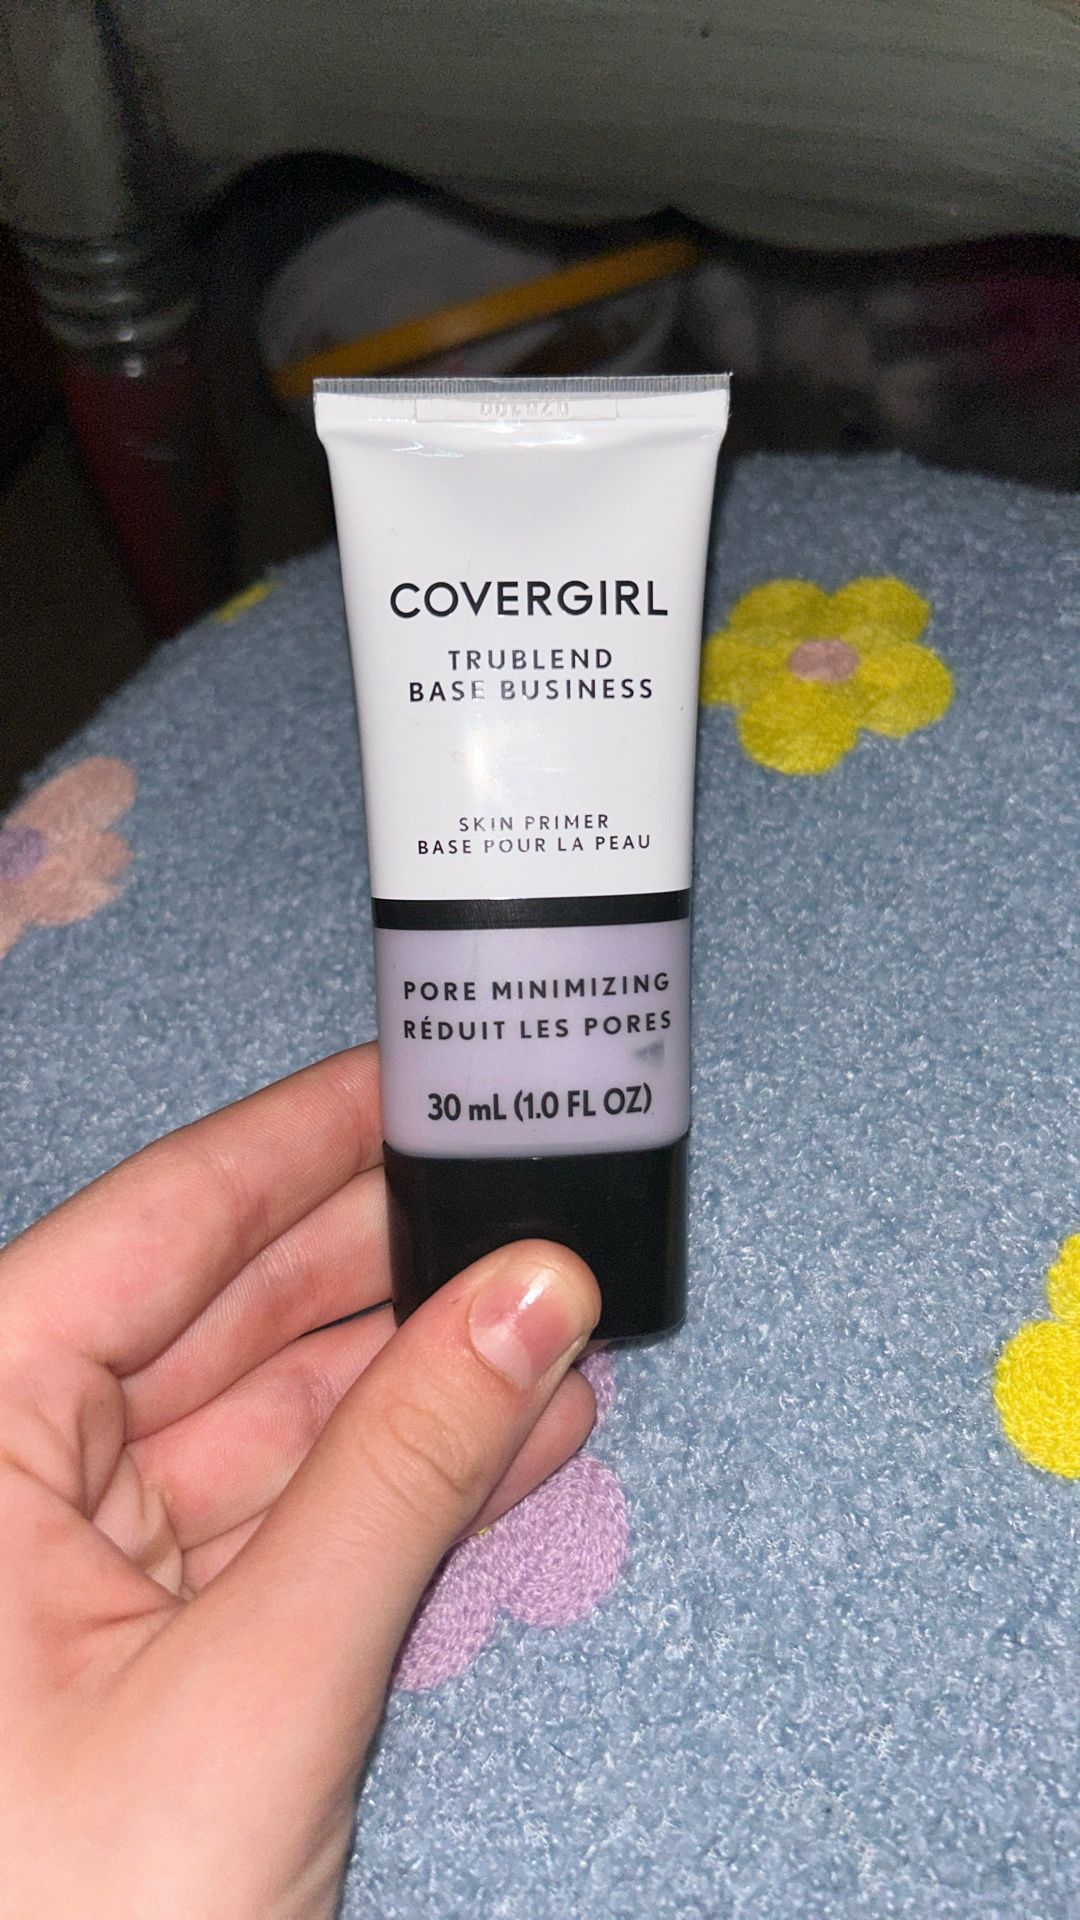 COVERGIRL
TRUBLEND
BASE BUSINESS
SKIN PRIMER
BASE POUR LA PEAU
PORE MINIMIZING
RÉDUIT LES PORES
30 mL (1.0 FL OZ)